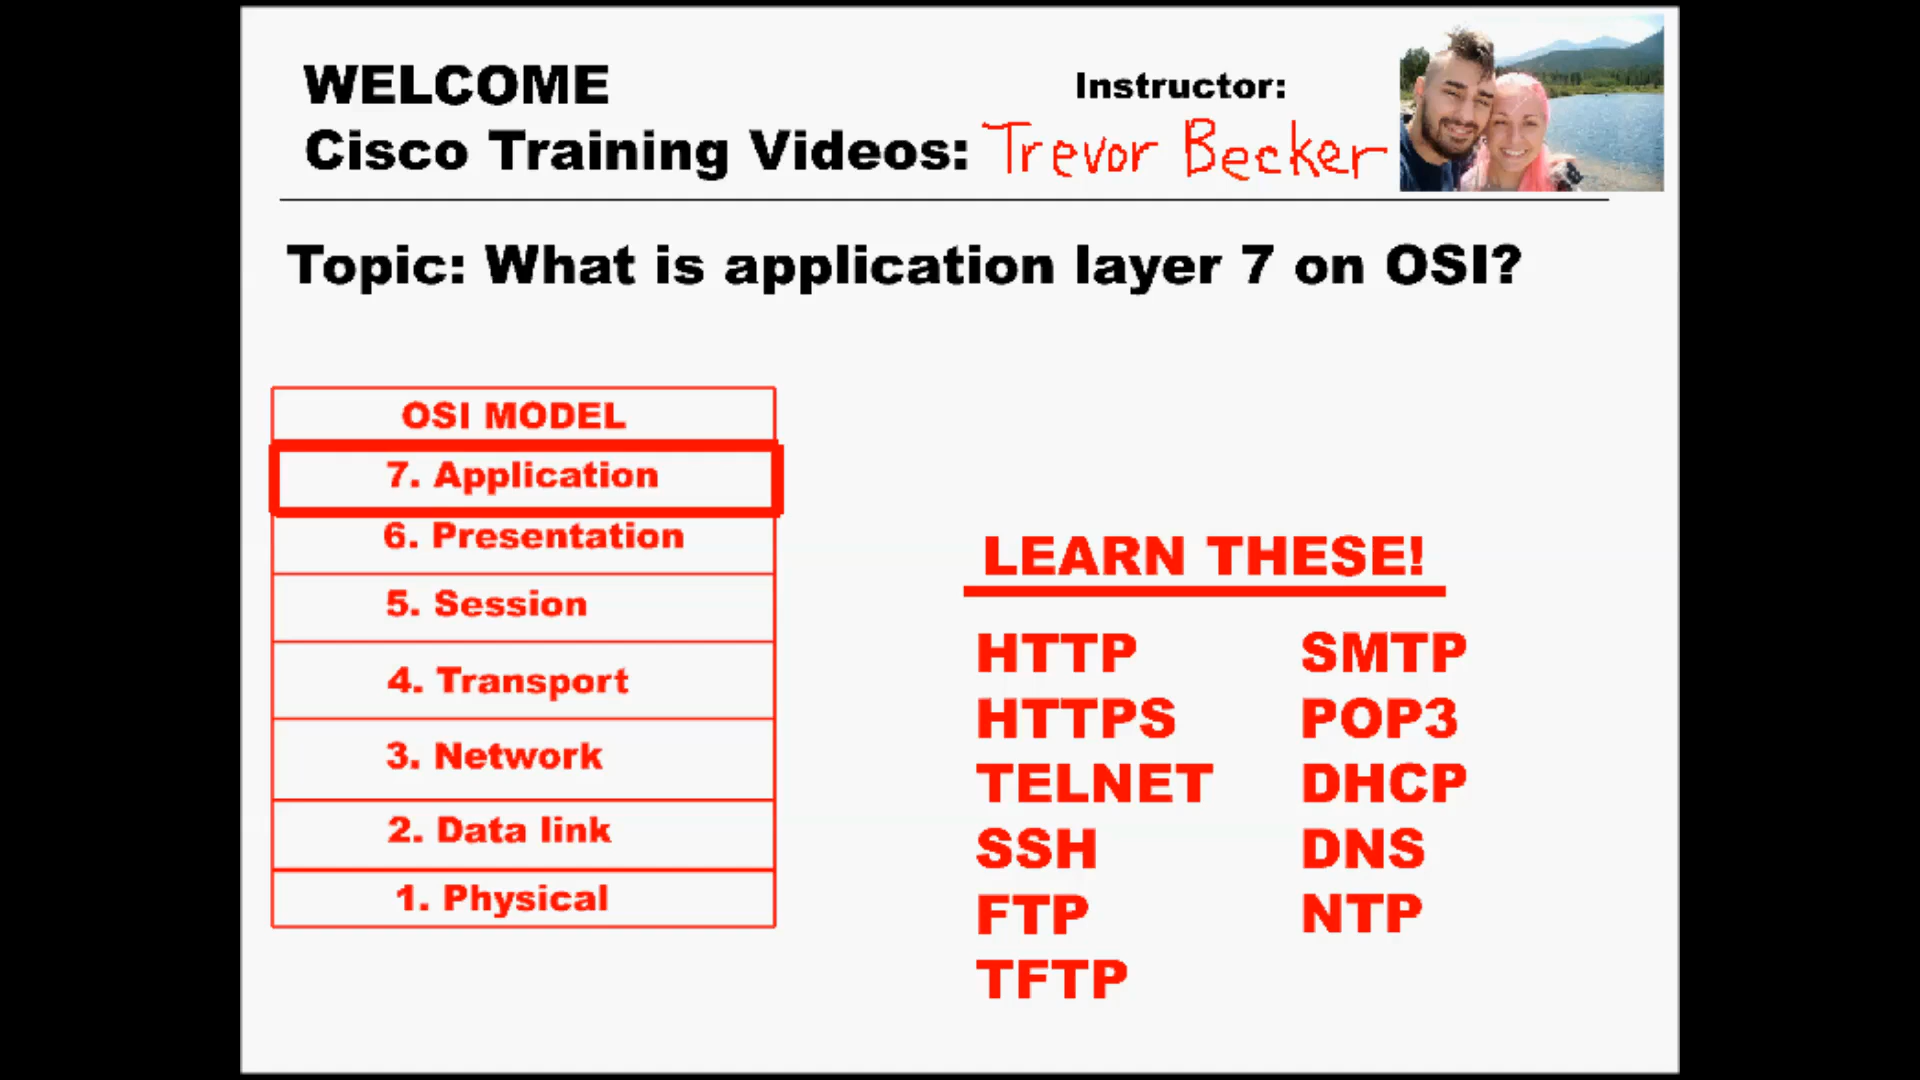 WELCOME
Instructor:
Cisco Training Videos: Trevor Becker
Topic: What is application layer 7 on OSI?
OSI MODEL
7. Application
6. Presentation
5. Session
4. Transport
3. Network
2. Data link
1. Physical
LEARN THESE!
HTTP
HTTPS
TELNET
SSH
FTP
TFTP
SMTP
POP3
DHCP
DNS
NTP